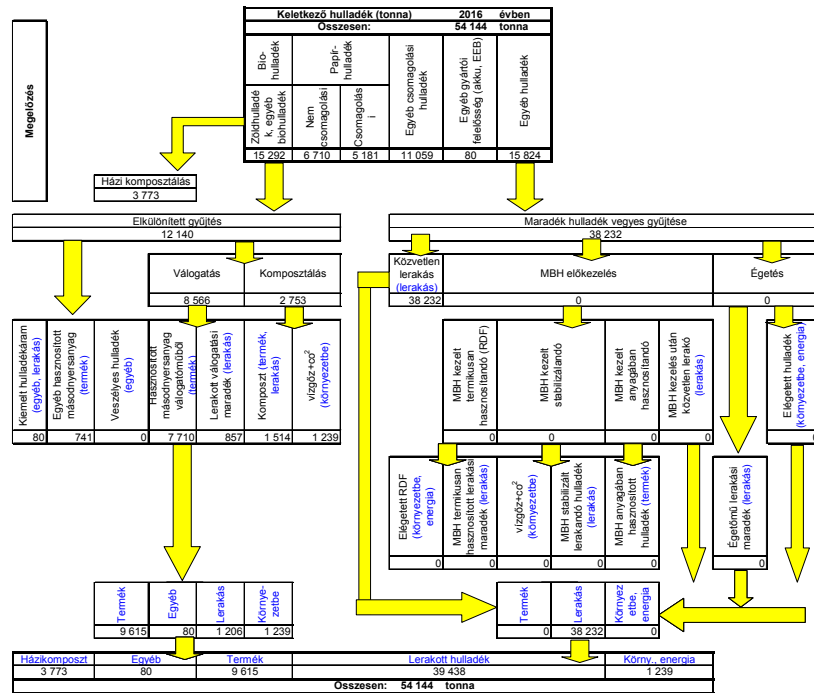 Keletkező hulladék (tonna) 2016 évben
Összesen: 54 144 tonna
Megelőzés
Bio-
hulladék
Papír-
hulladék
Zöldhulladé
k, egyéb
biohulladék
Nem
csomagolási
Csomagolás
i
Egyéb csomagolási
hulladék
Egyéb gyártói
felelősség (akku, EEB)
Egyéb hulladék
15 292 6 710 5 181 11 059 80 15 824
Házi komposztálás
3 773
Elkülönített gyűjtés
12 140
Maradék hulladék vegyes gyűjtése
38 232
Válogatás
8 566
Komposztálás
2 753
Közvetlen
lerakás
(lerakás)
38 232
MBH előkezelés
0
Égetés
0
Kiemelt hulladékáram
(egyéb, lerakás)
Egyéb hasznosított
másodnyersanyag
(termék)
Veszélyes hulladék
(egyéb)
Hasznosított
másodnyersanyag
válogatóműből
(termék)
Lerakott válogatási
maradék (lerakás)
Komposzt (termék,
lerakás)
vízgőz+co²
(környezetbe)
80 741 0 7 710 857 1 514 1 239
MBH kezelt
termikusan
hasznosítandó (RDF)
MBH kezelt
stabilizálandó
MBH kezelt
anyagában
hasznosítandó
MBH kezelés után
közvetlen lerakó
(lerakás)
Elégetett hulladék
(környezetbe, energia)
0 0 0 0 0
Elégetett RDF
(környezetbe,
energia)
MBH termikusan
hasznosított lerakási
maradék (lerakás)
vízgőz+co²
(környezetbe)
MBH stabilizált
lerakandó hulladék
(lerakás)
MBH anyagában
hasznosított
hulladék (termék)
Égetőmű lerakási
maradék (lerakás)
0 0 0 0 0 0
Termék
Egyéb
Lerakás
Környe-
zetbe
9 615 80 1 206 1 239
Termék
Lerakás
Környez
etbe,
energia
0 38 232 0
Házikomposzt Egyéb Termék Lerakott hulladék Körny., energia
3 773 80 9 615 39 438 1 239
Összesen: 54 144 tonna